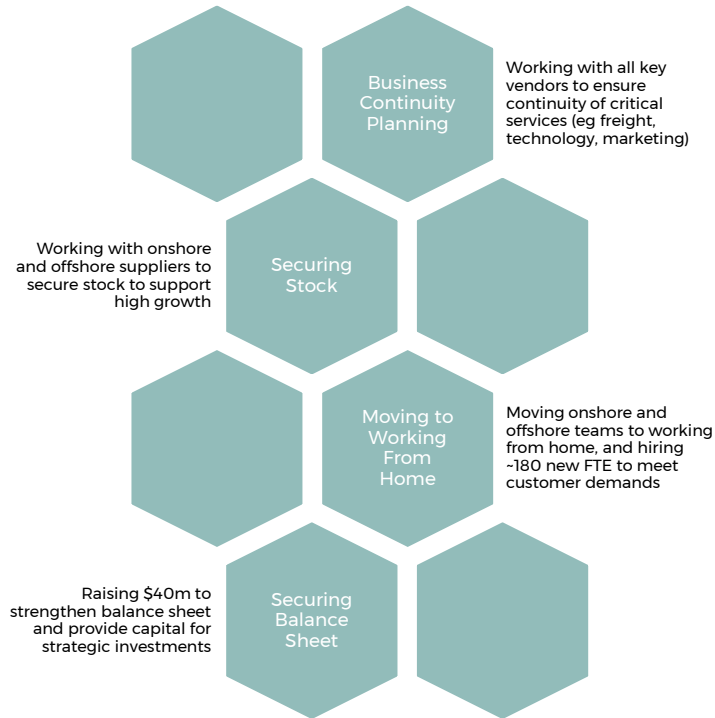 Business
Continuity
Planning
Working with all key
vendors to ensure
continuity of critical
services (eg freight,
technology, marketing)
Working with onshore
and offshore suppliers to
secure stock to support
high growth
Securing
Stock
Moving to
Working
From
Home
Moving onshore and
offshore teams to working
from home, and hiring
~180 new FTE to meet
customer demands
Raising $40m to
strengthen balance sheet
and provide capital for
strategic investments
Securing
Balance
Sheet